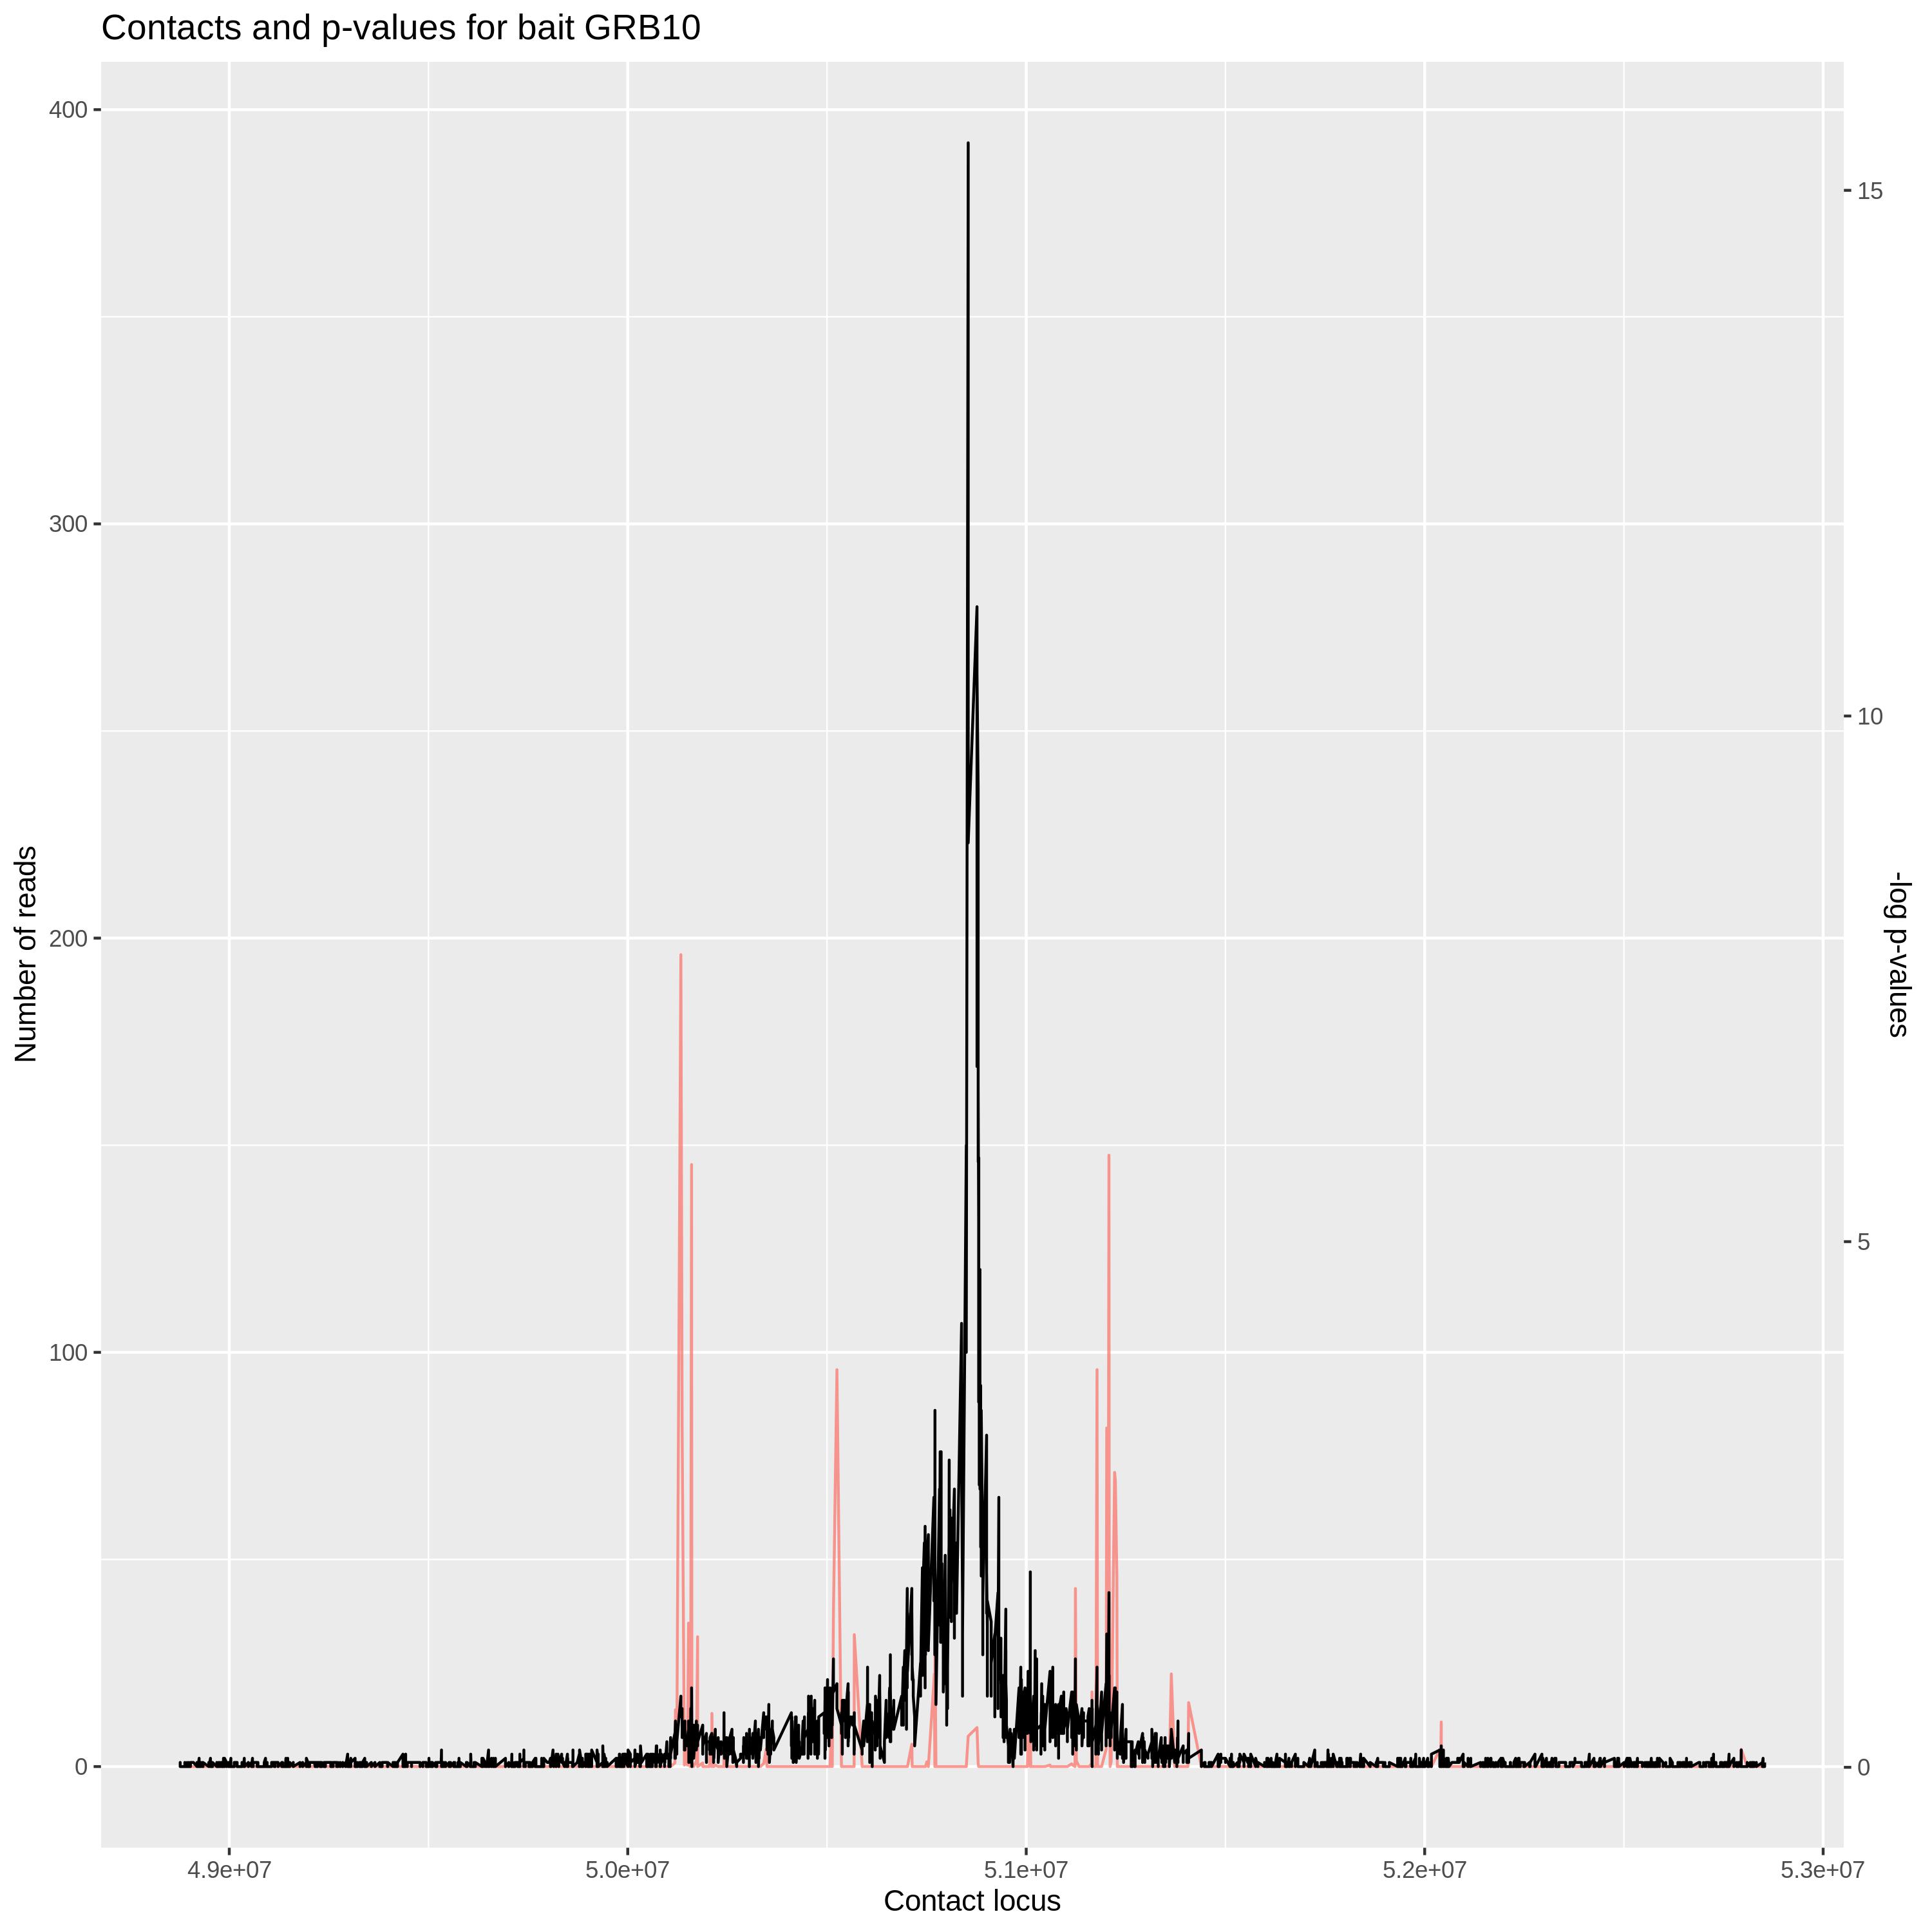 Contacts and p-values for bait GRB10
400
300
200
100
0
15
10
5
0
Number of reads
-log p-values
4.9e+07 5.0e+07 5.1e+07 5.2e+07 5.3e+07
Contact locus